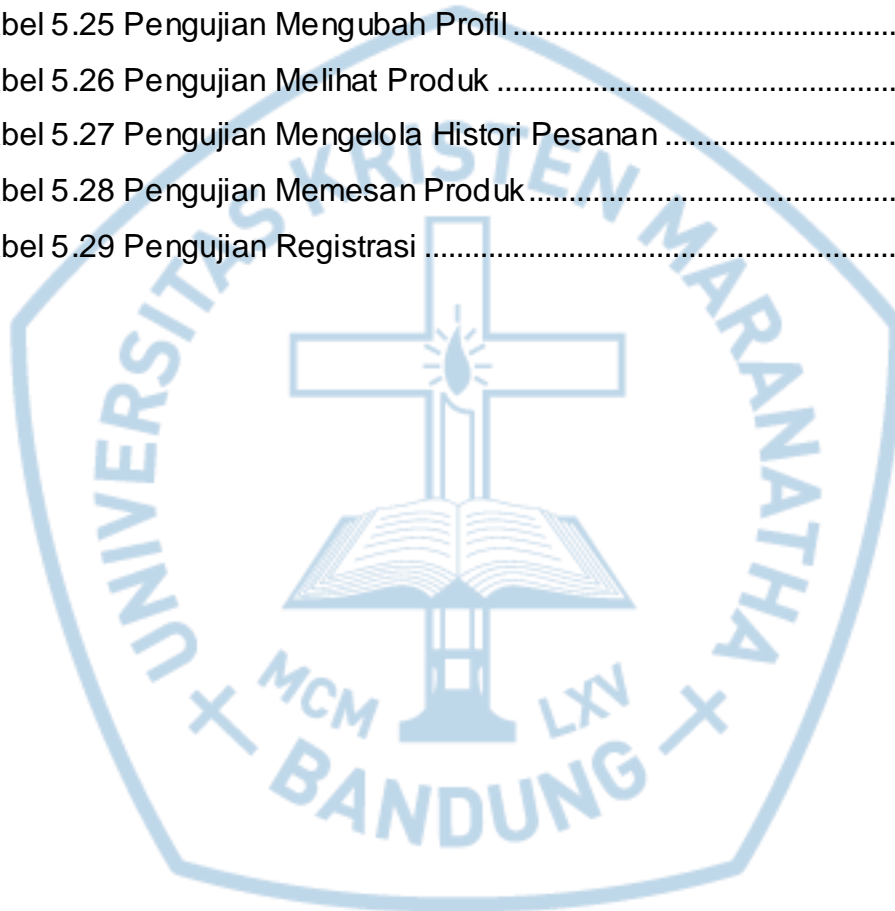 bel 5.25 Pengujian Mengubah Profil ................................................
bel 5.26 Pengujian Melihat Produk ..................................................
bel 5.27 Pengujian Mengelola Histori Pesanan .............................
bel 5.28 Pengujian Memesan Produk..............................................
bel 5.29 Pengujian Registrasi ...........................................................
UNIVERSITAS KRISTEN MARANATHA
MCM LXV
BANDUNG